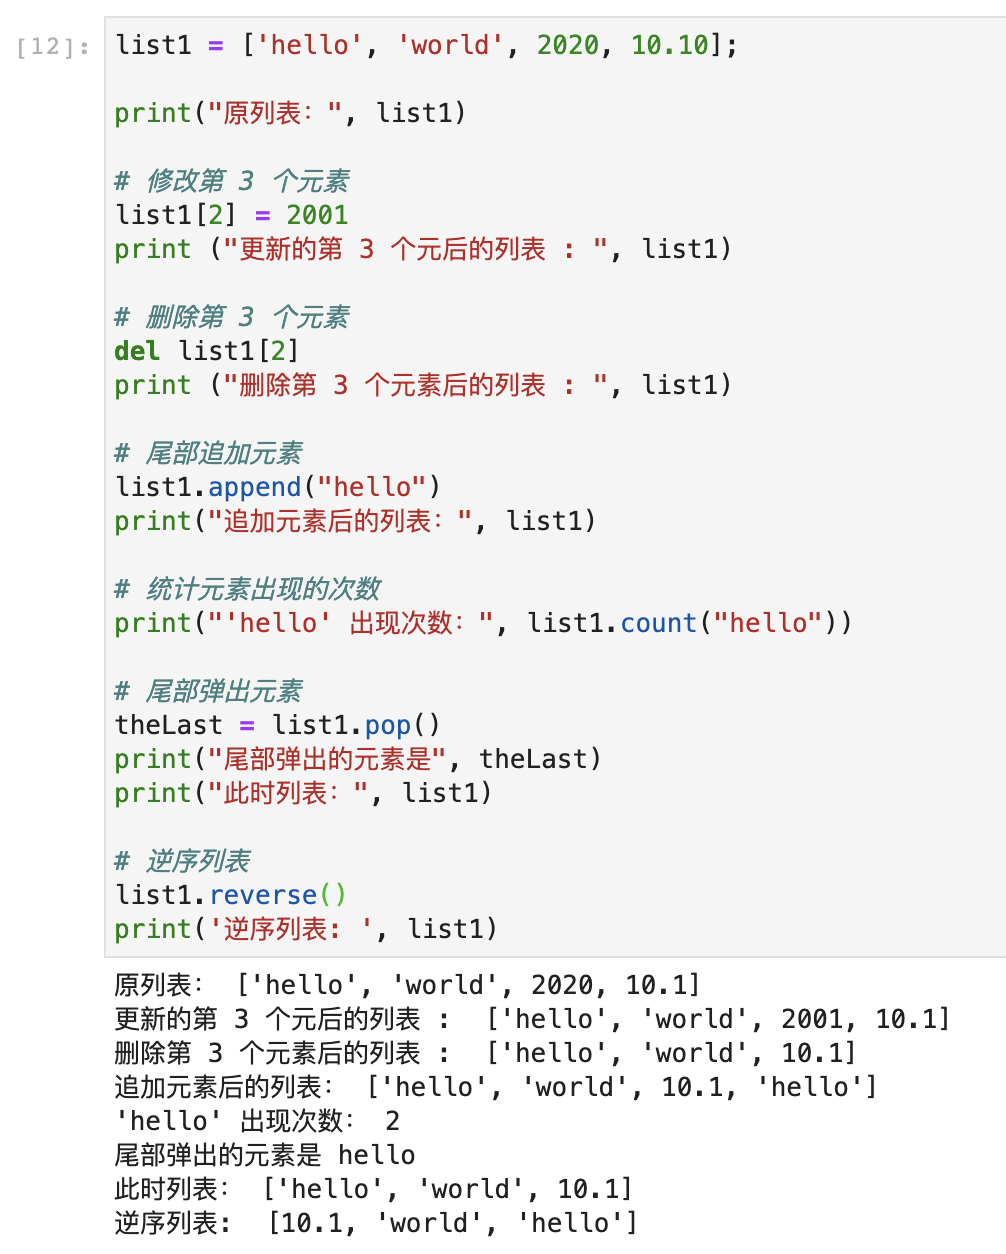 [12]:
list1 = ['hello', 'world', 2020, 10.10];
print("原列表：", list1)
# 修改第 3 个元素
list1[2] = 2001
print ("更新的第 3 个元后的列表 : ", list1)
# 删除第 3 个元素
del list1[2]
print ("删除第 3 个元素后的列表 : ", list1)
# 尾部追加元素
list1.append("hello")
print("追加元素后的列表：", list1)
# 统计元素出现的次数
print("'hello' 出现次数：", list1.count("hello"))
# 尾部弹出元素
theLast = list1.pop()
print("尾部弹出的元素是", theLast)
print("此时列表：", list1)
# 逆序列表
list1.reverse()
print('逆序列表: ', list1)
原列表： ['hello', 'world', 2020, 10.1]
更新的第 3 个元后的列表 :  ['hello', 'world', 2001, 10.1]
删除第 3 个元素后的列表 :  ['hello', 'world', 10.1]
追加元素后的列表： ['hello', 'world', 10.1, 'hello']
'hello' 出现次数： 2
尾部弹出的元素是 hello
此时列表： ['hello', 'world', 10.1]
逆序列表:  [10.1, 'world', 'hello']